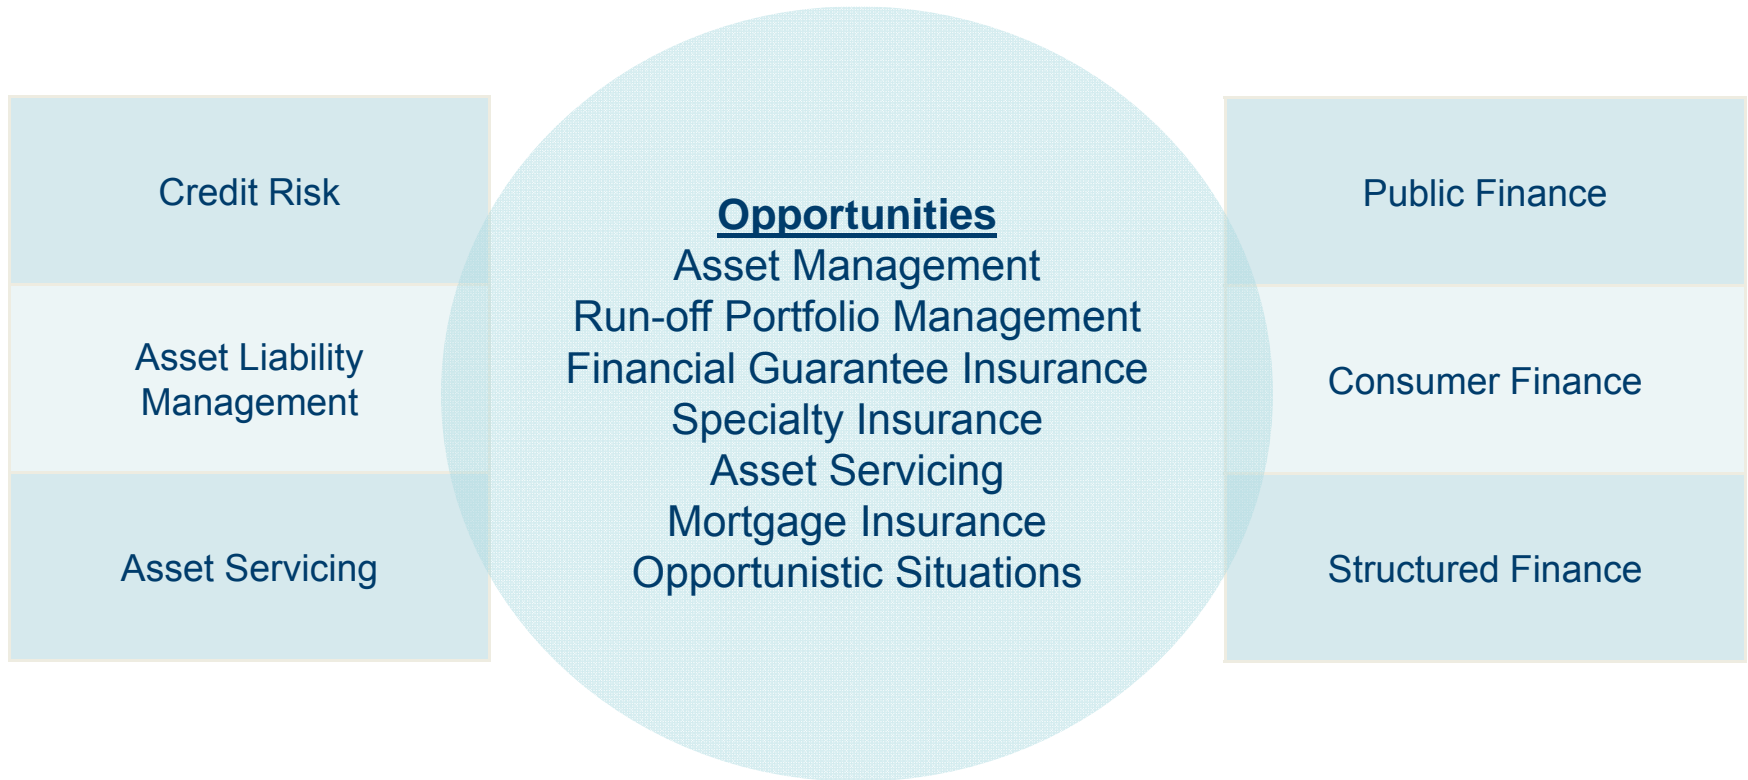 Credit Risk
Asset Liability
Management
Asset Servicing
Opportunities
Asset Management
Run-off Portfolio Management
Financial Guarantee Insurance
Specialty Insurance
Asset Servicing
Mortgage Insurance
Opportunistic Situations
Public Finance
Consumer Finance
Structured Finance